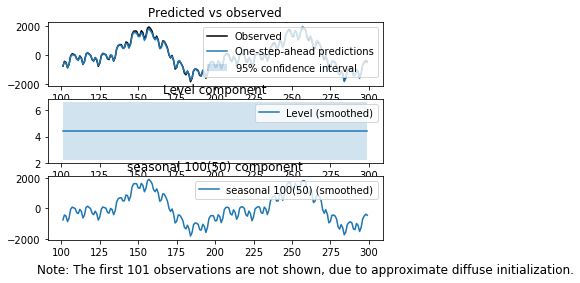 Predicted vs observed
2000
0
−2000
Observed
One-step-ahead predictions
95% confidence interval
100 125 150 175 200 225 250 275 300
Level component
6
4
2
Level (smoothed)
100 125 150 175 200 225 250 275 300
seasonal 100(50) component
2000
0
−2000
seasonal 100(50) (smoothed)
100 125 150 175 200 225 250 275 300
Note: The first 101 observations are not shown, due to approximate diffuse initialization.